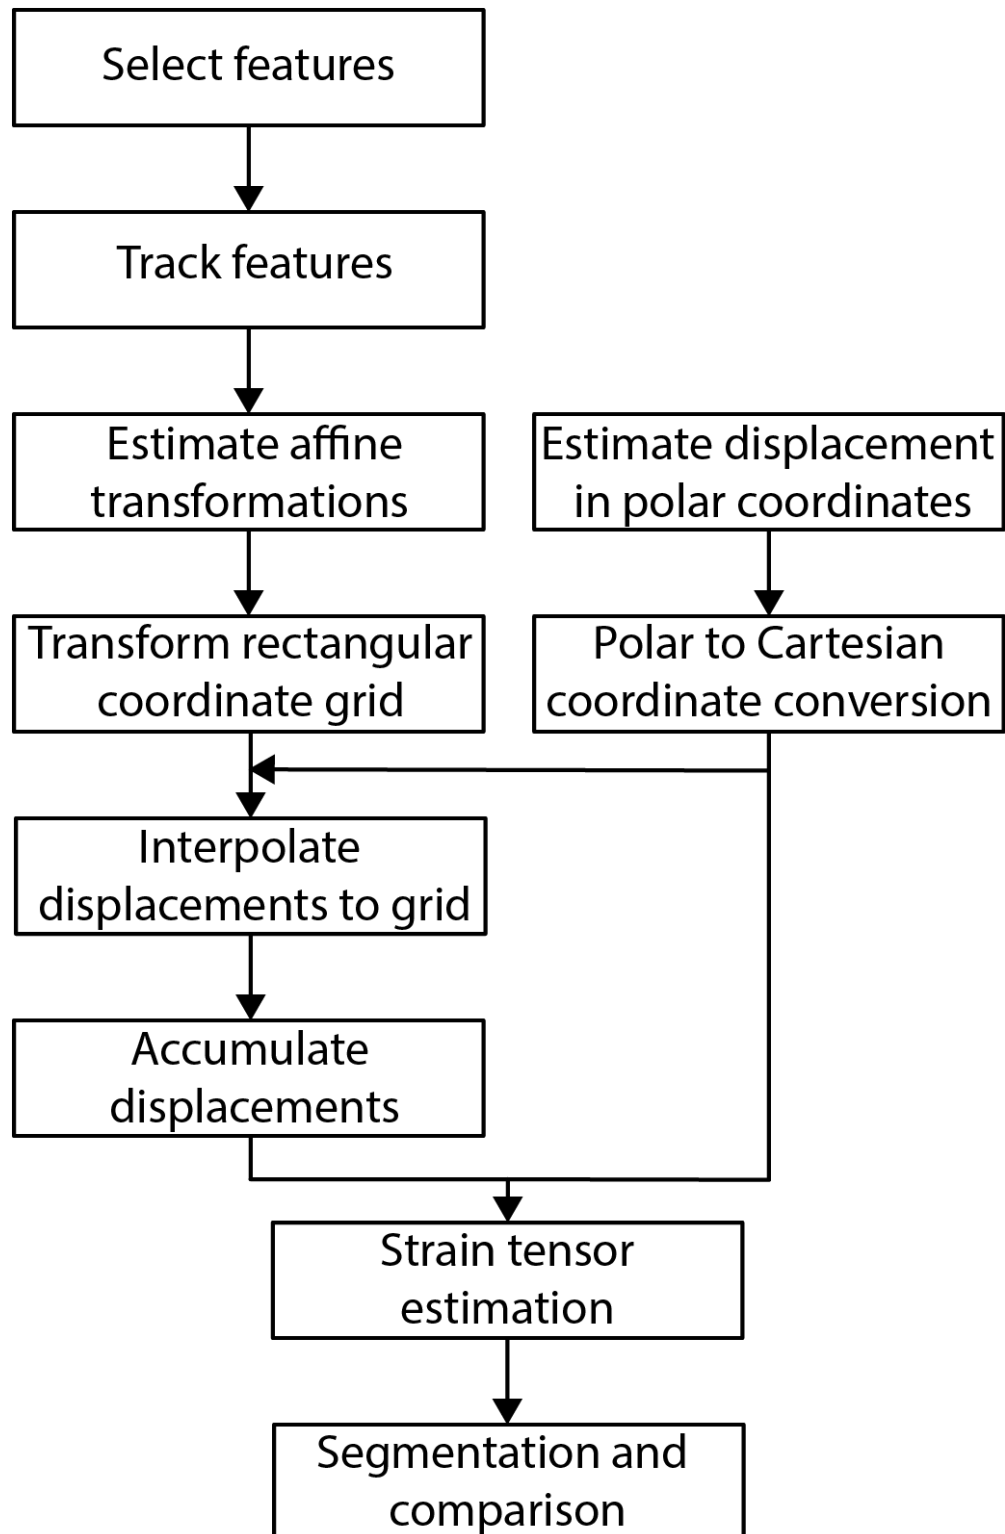 Select features
Track features
Estimate affine
transformations
Estimate displacement
in polar coordinates
Transform rectangular
coordinate grid
Polar to Cartesian
coordinate conversion
Interpolate
displacements to grid
Accumulate
displacements
Strain tensor
estimation
Segmentation and
comparison